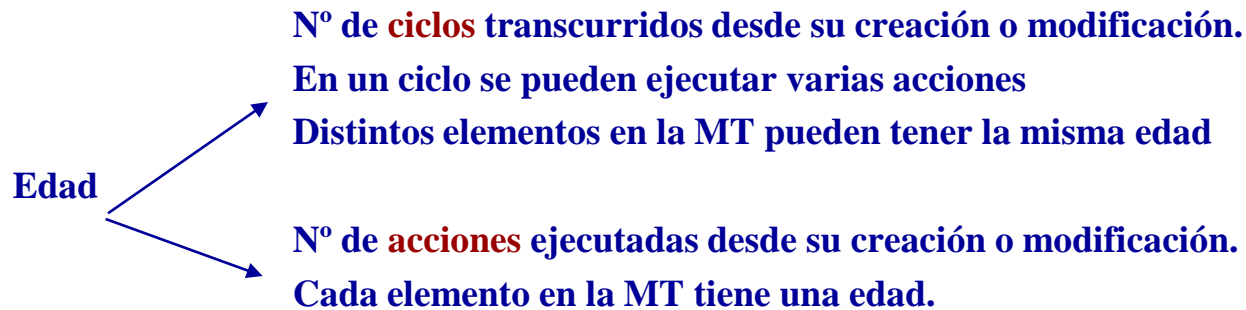 Nº de ciclos transcurridos desde su creación o modificación.
En un ciclo se pueden ejecutar varias acciones
Distintos elementos en la MT pueden tener la misma edad
Edad
Nº de acciones ejecutadas desde su creación o modificación.
Cada elemento en la MT tiene una edad.